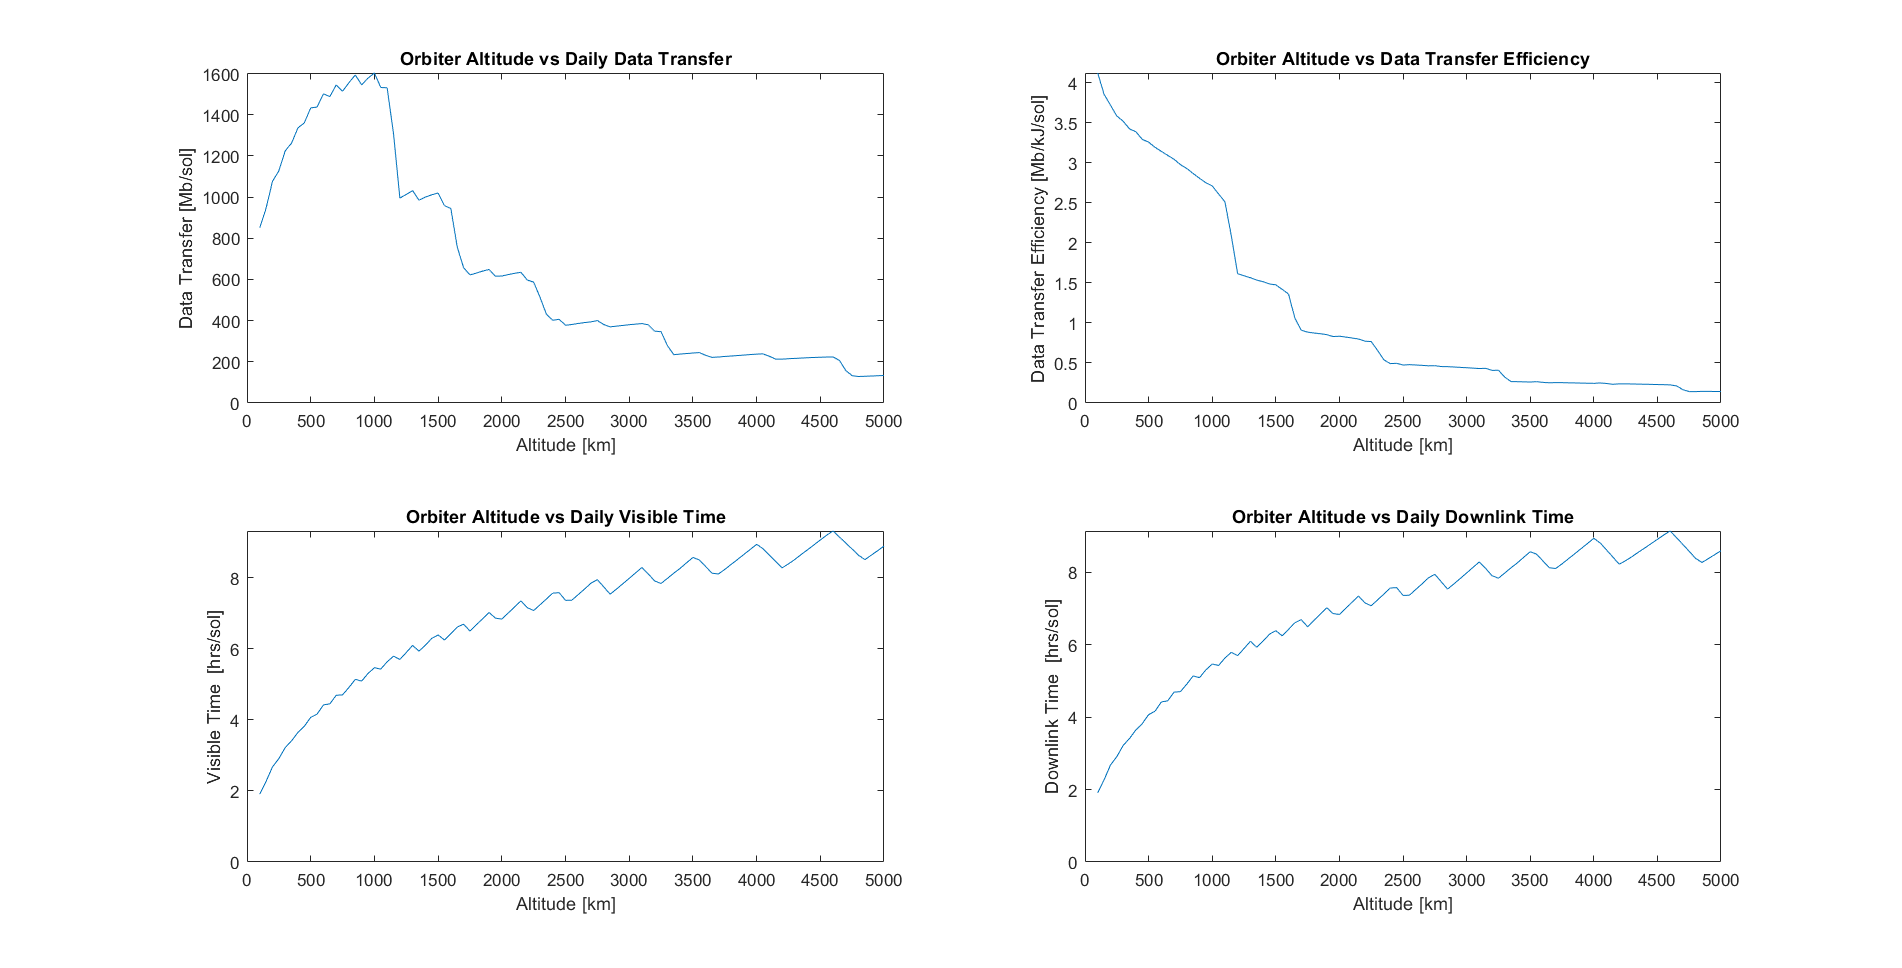 Orbiter Altitude vs Daily Data Transfer
Data Transfer [Mb/sol]
1600
1400
1200
1000
800
600
400
200
0
0 500 1000 1500 2000 2500 3000 3500 4000 4500 5000
Altitude [km]
Orbiter Altitude vs Data Transfer Efficiency
Data Transfer Efficiency [Mb/kJ/sol]
4
3.5
3
2.5
2
1.5
1
0.5
0
0 500 1000 1500 2000 2500 3000 3500 4000 4500 5000
Altitude [km]
Orbiter Altitude vs Daily Visible Time
Visible Time [hrs/sol]
8
6
4
2
0
0 500 1000 1500 2000 2500 3000 3500 4000 4500 5000
Altitude [km]
Orbiter Altitude vs Daily Downlink Time
Downlink Time [hrs/sol]
8
6
4
2
0
0 500 1000 1500 2000 2500 3000 3500 4000 4500 5000
Altitude [km]